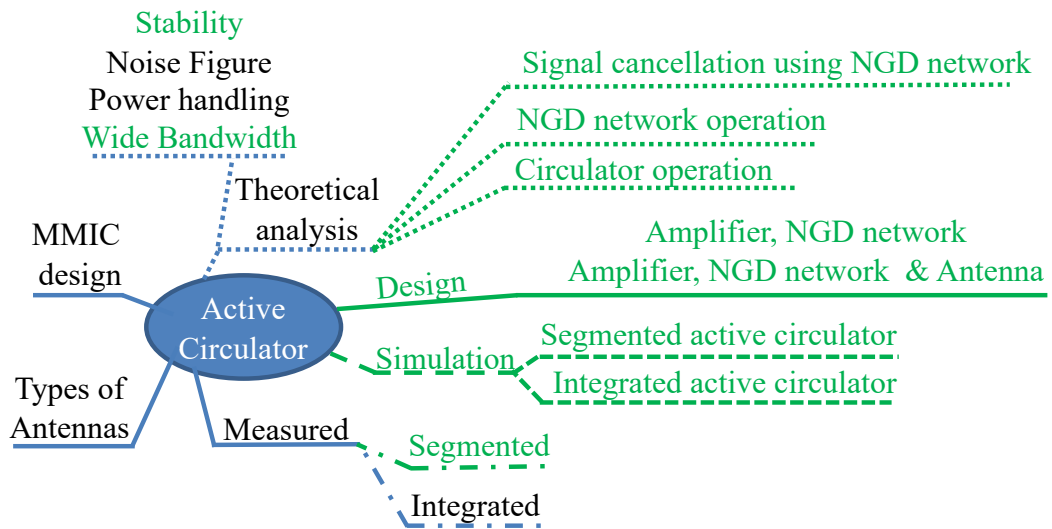 Stability
Noise Figure
Power handling
Wide Bandwidth
Signal cancellation using NGD network
NGD network operation
Circulator operation
Theoretical
analysis
MMIC
design
Amplifier, NGD network
Amplifier, NGD network & Antenna
Design
Active
Circulator
Simulation
Segmented active circulator
Integrated active circulator
Types of
Antennas
Measured
Segmented
Integrated